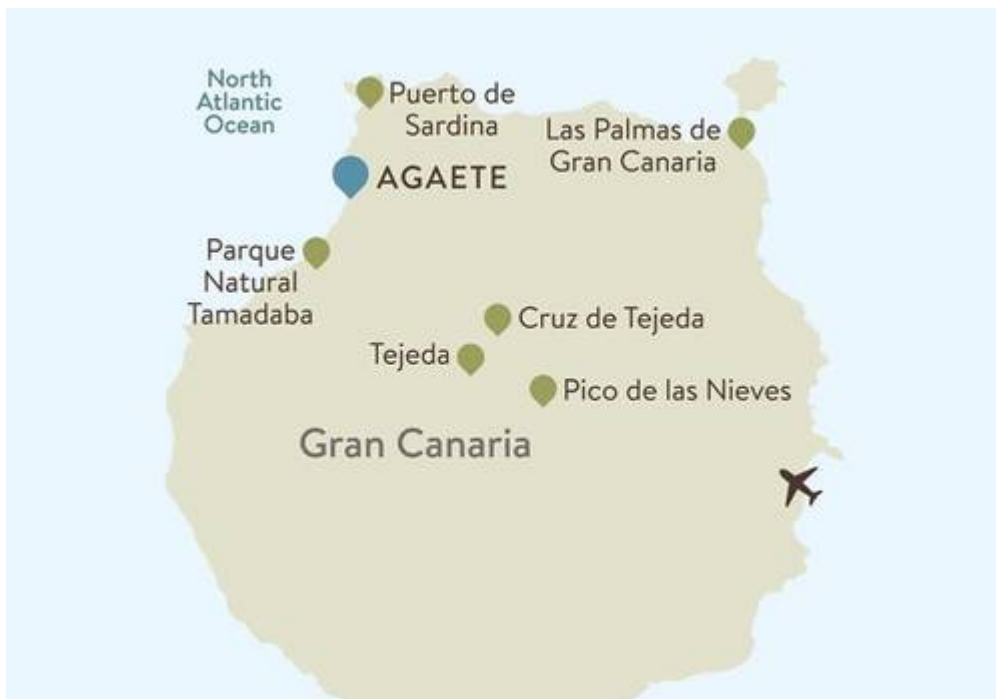 North
Atlantic
Ocean
Puerto de
Sardina
Las Palmas de
Gran Canaria
AGAETE
Parque
Natural
Tamadaba
Cruz de Tejeda
Tejeda
Pico de las Nieves
Gran Canaria